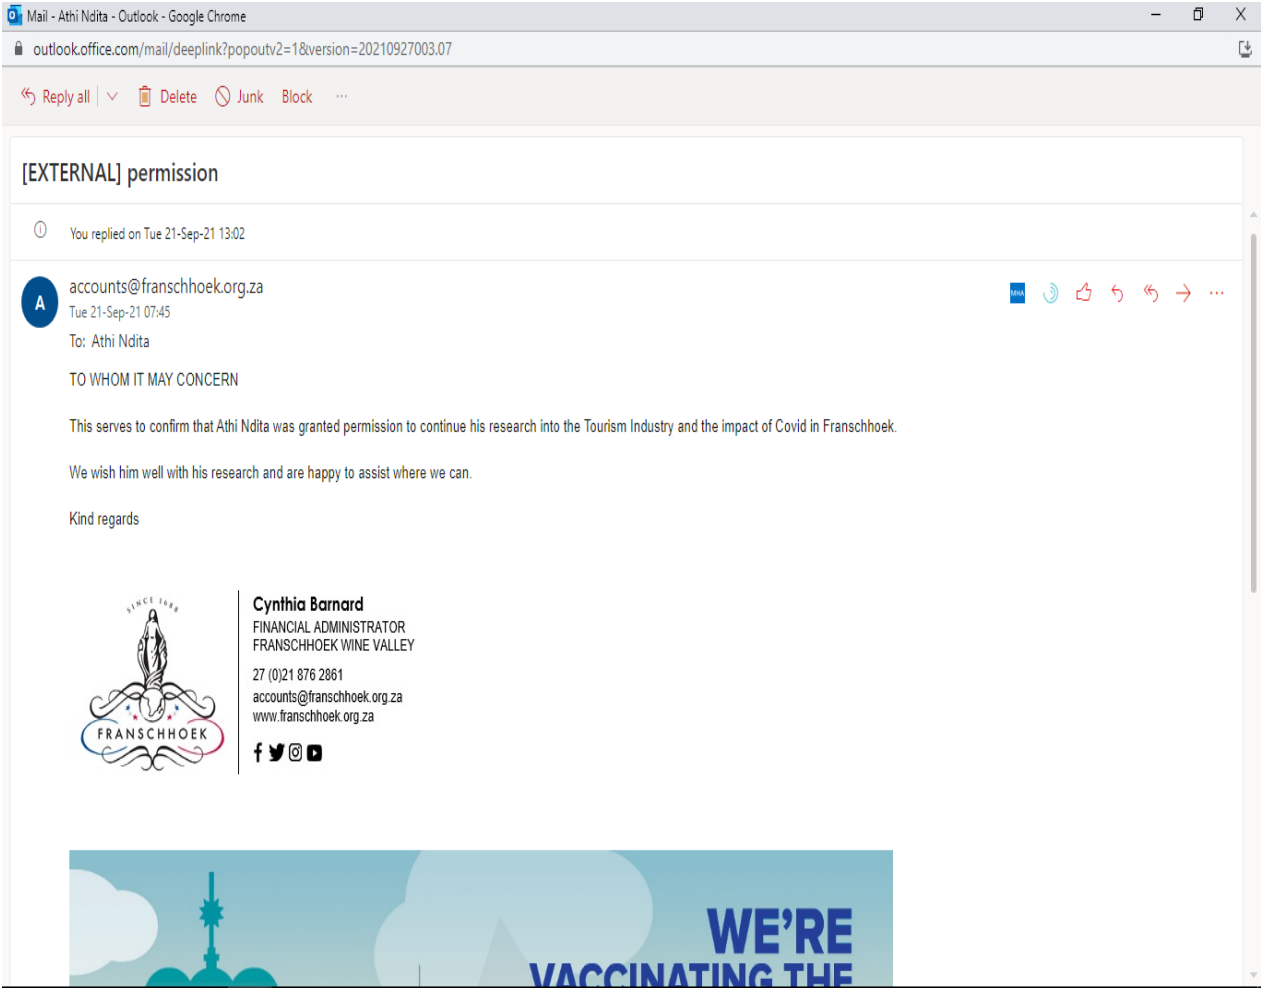 Mail - Athi Ndita - Outlook - Google Chrome
outlook.office.com/mail/deeplink?popoutv2=1&version=20210927003.07
Reply all Delete Junk Block ...
[EXTERNAL] permission
You replied on Tue 21-Sep-21 13:02
A
accounts@franschhoek.org.za
MHA
Tue 21-Sep-21 07:45
To: Athi Ndita
TO WHOM IT MAY CONCERN
This serves to confirm that Athi Ndita was granted permission to continue his research into the Tourism Industry and the impact of Covid in Franschhoek.
We wish him well with his research and are happy to assist where we can.
Kind regards
SINCE 1688
FRANSCHHOEK
Cynthia Barnard
FINANCIAL ADMINISTRATOR
FRANSCHHOEK WINE VALLEY
27 (0)21 876 2861
accounts@franschhoek.org.za
www.franschhoek.org.za
WE'RE
VACCINATING THE